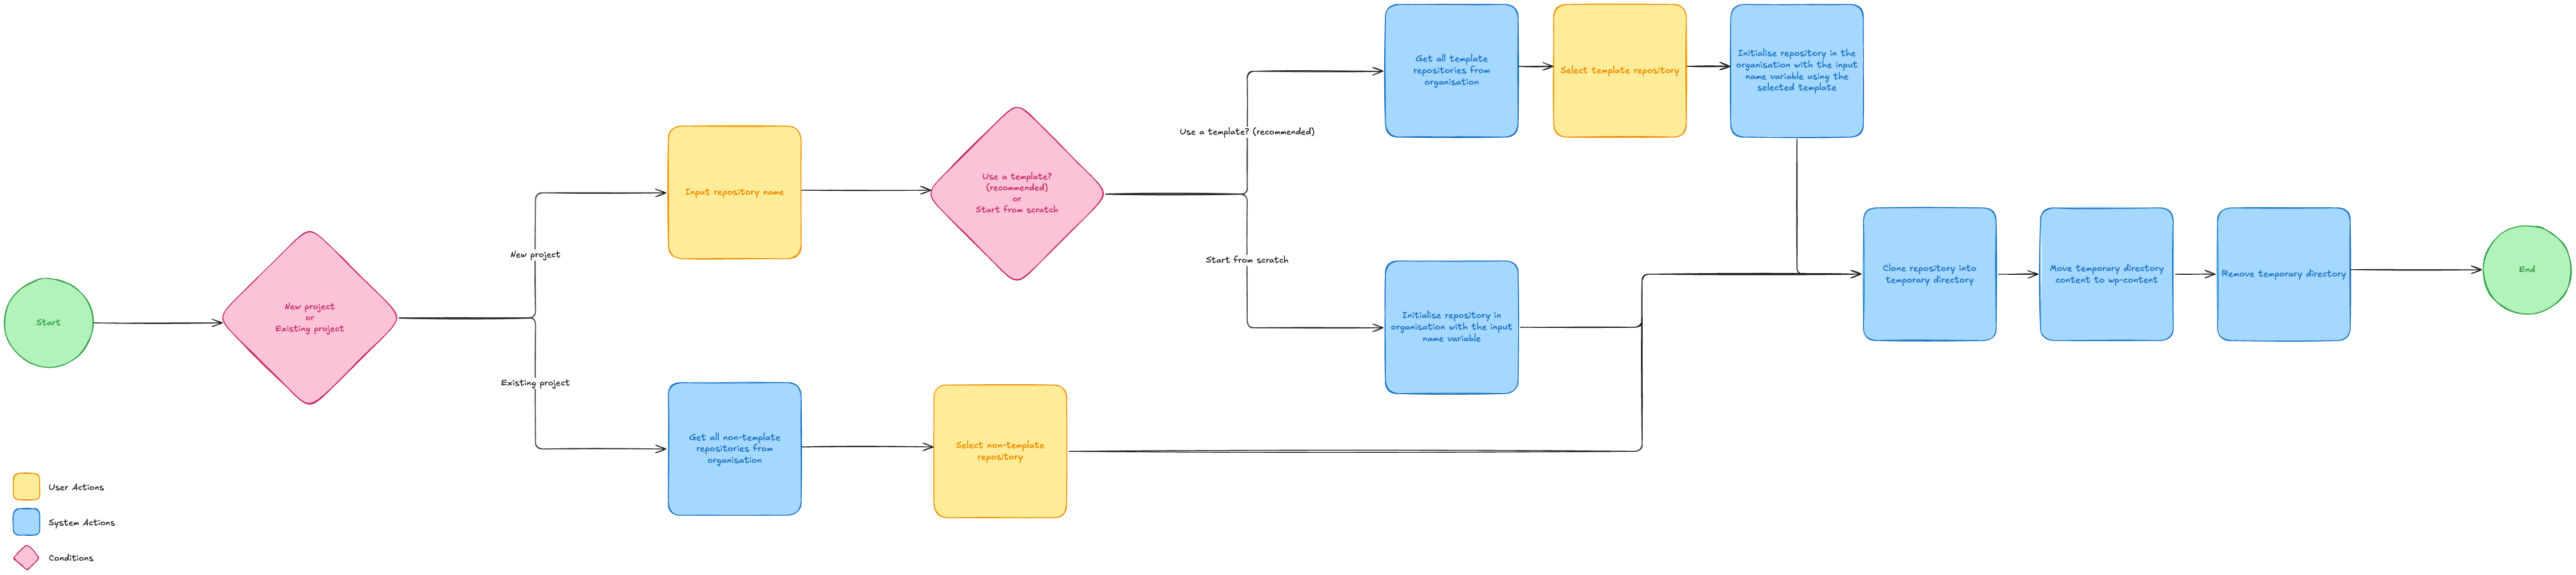 Start
New project
or
Existing project
New project
Existing project
Input repository name
Get all non-template
repositories from
organisation
Use a template?
(recommended)
or
Start from scratch
Select non-template
repository
Use a template? (recommended)
Start from scratch
Get all template
repositories from
organisation
Select template repository
Initialise repository in the
organisation with the input
name variable using the
selected template
Initialise repository in
organisation with the input
name variable
Clone repository into
temporary directory
Move temporary directory
content to wp-content
Remove temporary directory
End
User Actions
System Actions
Conditions